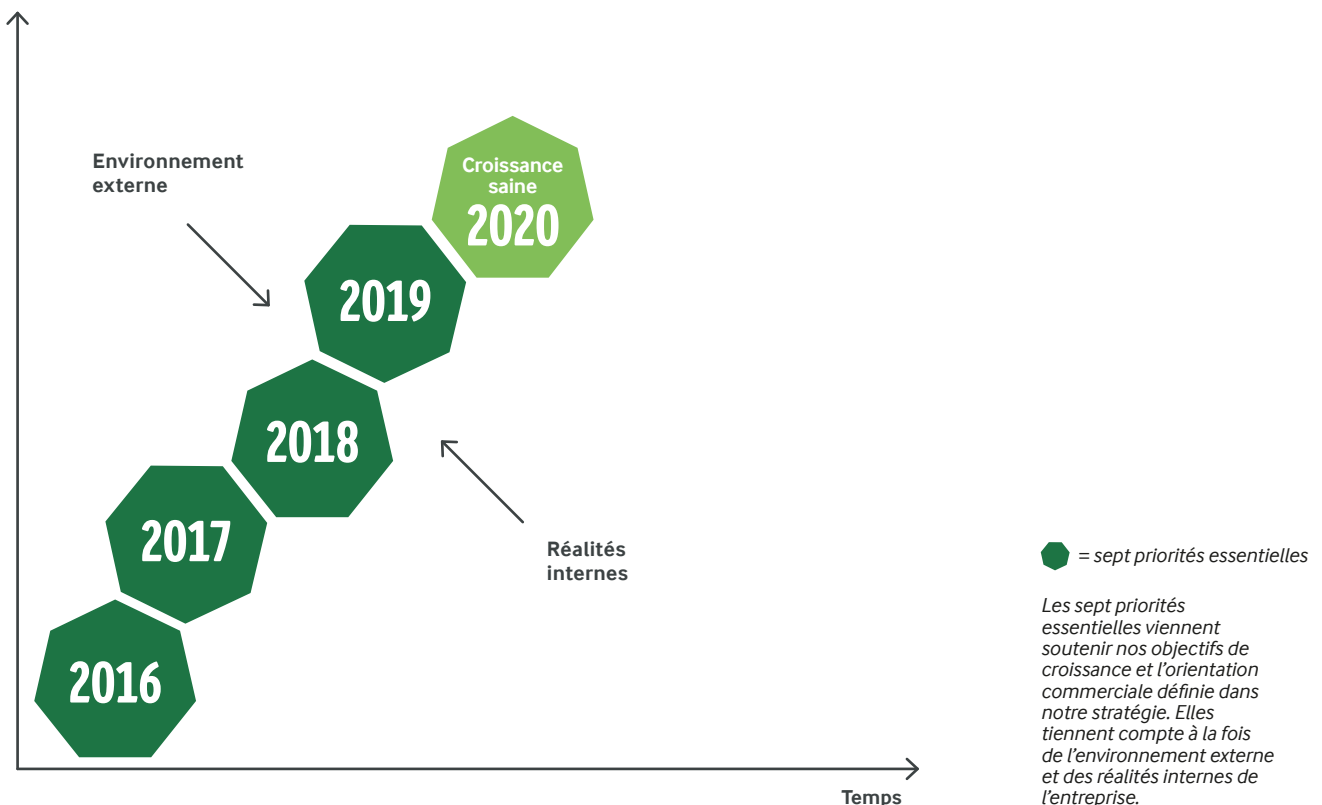 Environnement
externe
Croissance
saine
2020
2019
2018
2017
2016
Réalités
internes
Temps
= sept priorités essentielles
Les sept priorités
essentielles viennent
soutenir nos objectifs de
croissance et l’orientation
commerciale définie dans
notre stratégie. Elles
tiennent compte à la fois
de l’environnement externe
et des réalités internes de
l’entreprise.